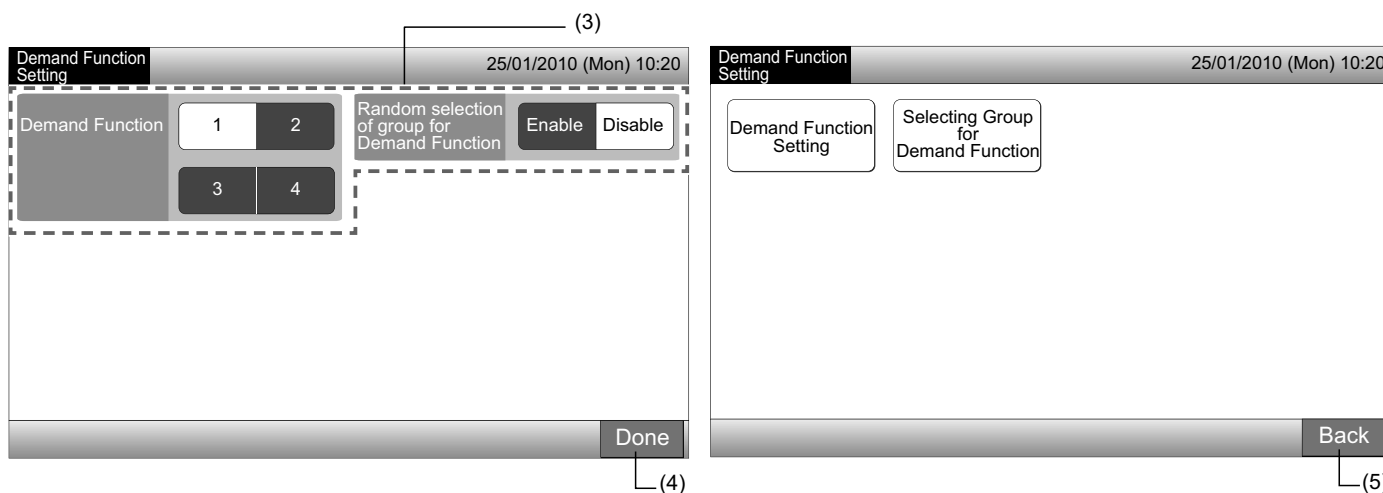 (3)
Demand Function
Setting
25/01/2010 (Mon) 10:20
Demand Function
1
2
3
4
Random selection
of group for
Demand Function
Enable
Disable
Done
(4)
Demand Function
Setting
25/01/2010 (Mon) 10:20
Demand Function
Setting
Selecting Group
for
Demand Function
Back
(5)